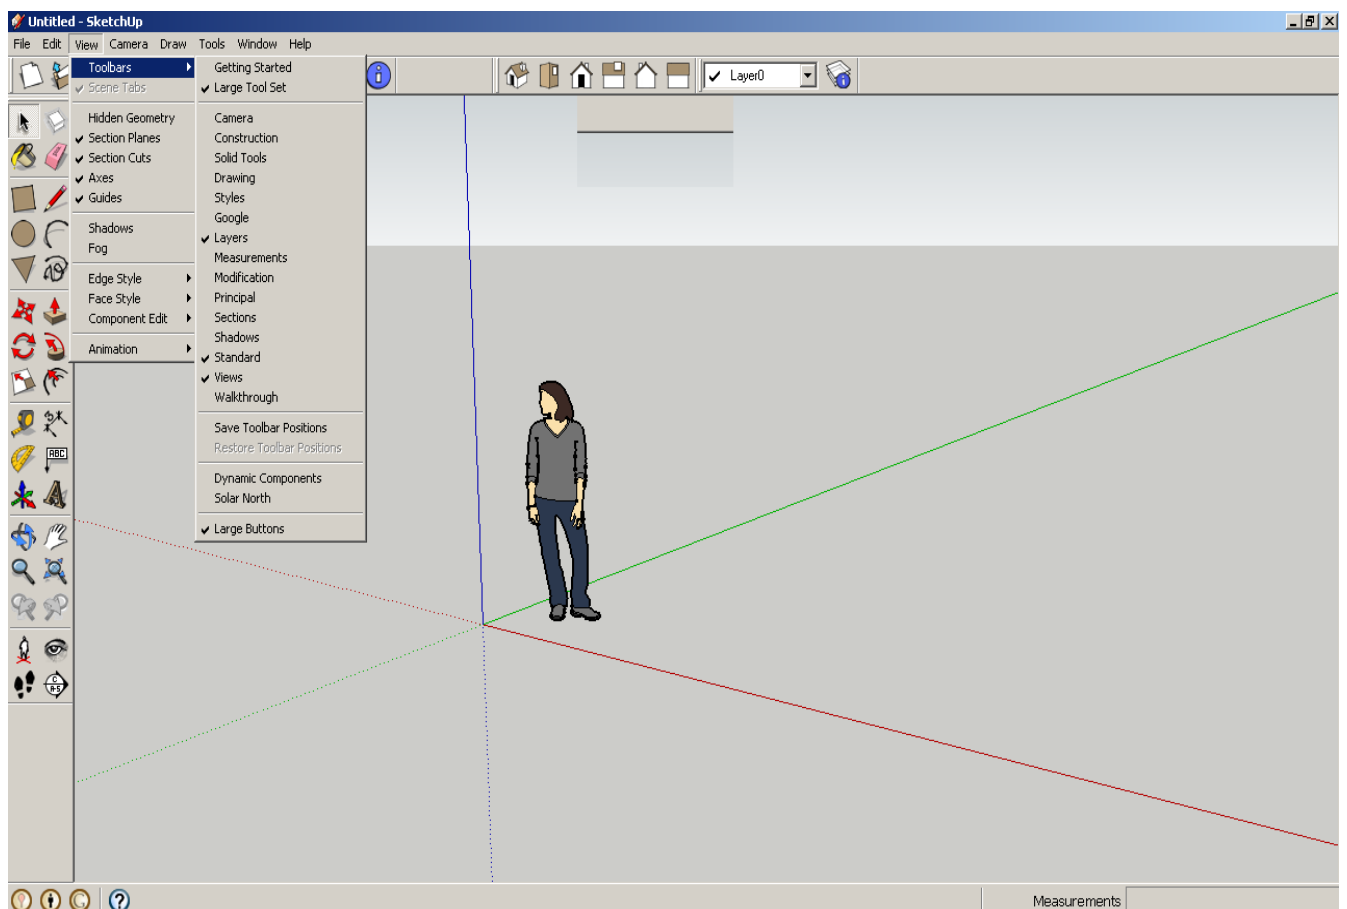 Untitled - SketchUp
File Edit View Camera Draw Tools Window Help
Toolbars
Scene Tabs
Hidden Geometry
Section Planes
Section Cuts
Axes
Guides
Shadows
Fog
Edge Style
Face Style
Component Edit
Animation
Getting Started
Large Tool Set
Camera
Construction
Solid Tools
Drawing
Styles
Google
Layers
Measurements
Modification
Principal
Sections
Shadows
Standard
Views
Walkthrough
Save Toolbar Positions
Restore Toolbar Positions
Dynamic Components
Solar North
Large Buttons
Layer0
ABC
C
A-5
Measurements